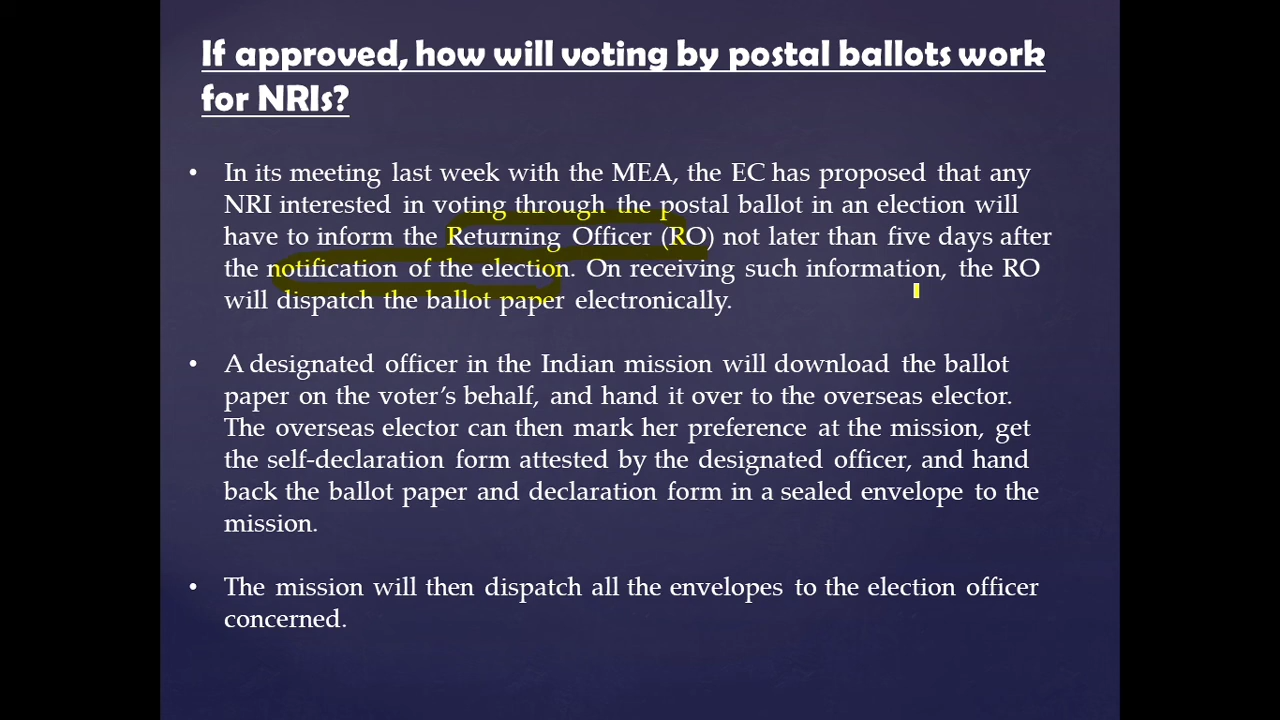 If approved, how will voting by postal ballots work
for NRIs?
• In its meeting last week with the MEA, the EC has proposed that any
NRI interested in voting through the postal ballot in an election will
have to inform the Returning Officer (RO) not later than five days after
the notification of the election. On receiving such information, the RO
will dispatch the ballot paper electronically.
• A designated officer in the Indian mission will download the ballot
paper on the voter’s behalf, and hand it over to the overseas elector.
The overseas elector can then mark her preference at the mission, get
the self-declaration form attested by the designated officer, and hand
back the ballot paper and declaration form in a sealed envelope to the
mission.
• The mission will then dispatch all the envelopes to the election officer
concerned.